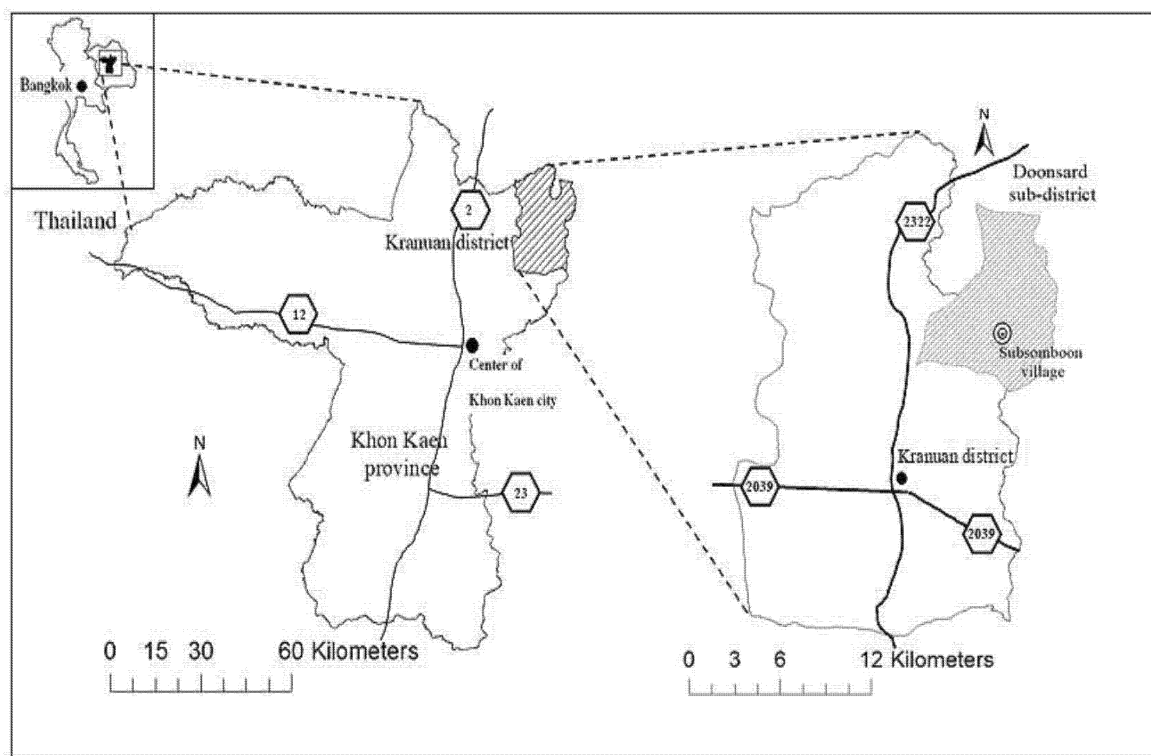 Bangkok
Thailand
2
Kranuan district
12
Center of
Khon Kaen city
N
Khon Kaen
province
23
0 15 30 60 Kilometers
N
Doonsard
sub-district
2322
Subsomboon
village
Kranuan district
2039
2039
0 3 6 12 Kilometers